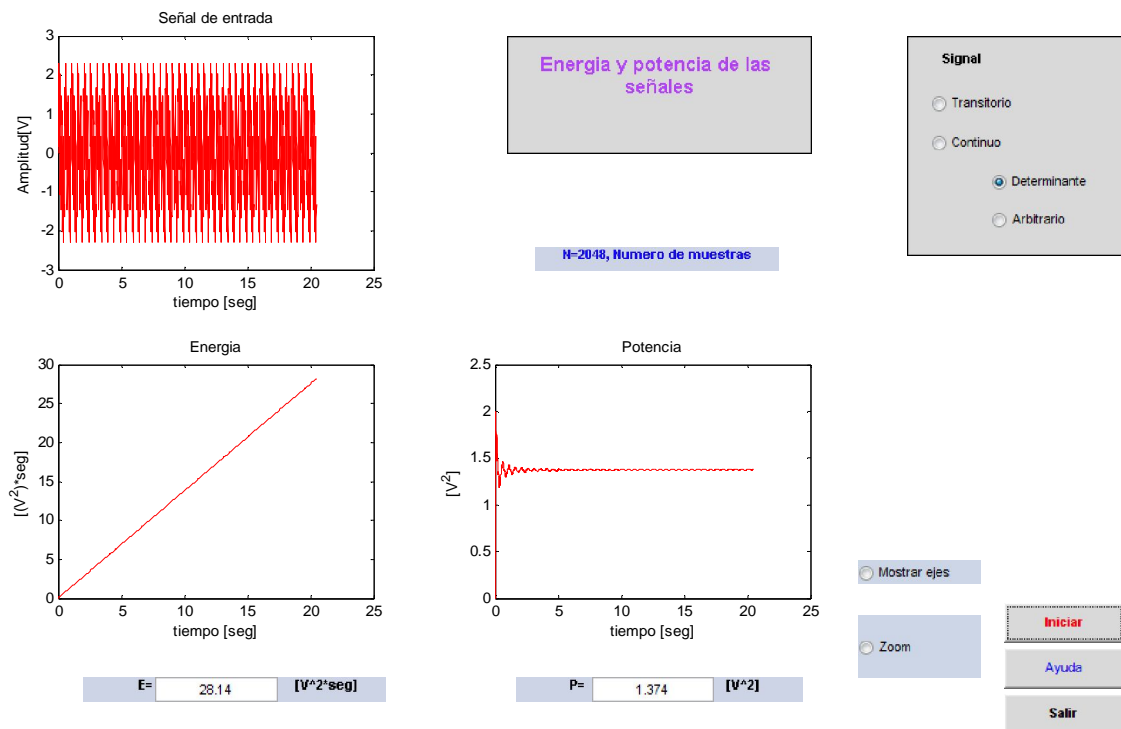 Señal de entrada
Amplitud[V]
3
2
1
0
-1
-2
-3
0 5 10 15 20 25
tiempo [seg]
Energia y potencia de las
señales
N=2048, Numero de muestras
Signal
Transitorio
Continuo
Determinante
Arbitrario
Energia
[(V^2)*seg]
30
25
20
15
10
5
0
0 5 10 15 20 25
tiempo [seg]
E= 28.14 [V^2*seg]
Potencia
[V^2]
2.5
2
1.5
1
0.5
0
0 5 10 15 20 25
tiempo [seg]
P= 1.374 [V^2]
Mostrar ejes
Zoom
Iniciar
Ayuda
Salir